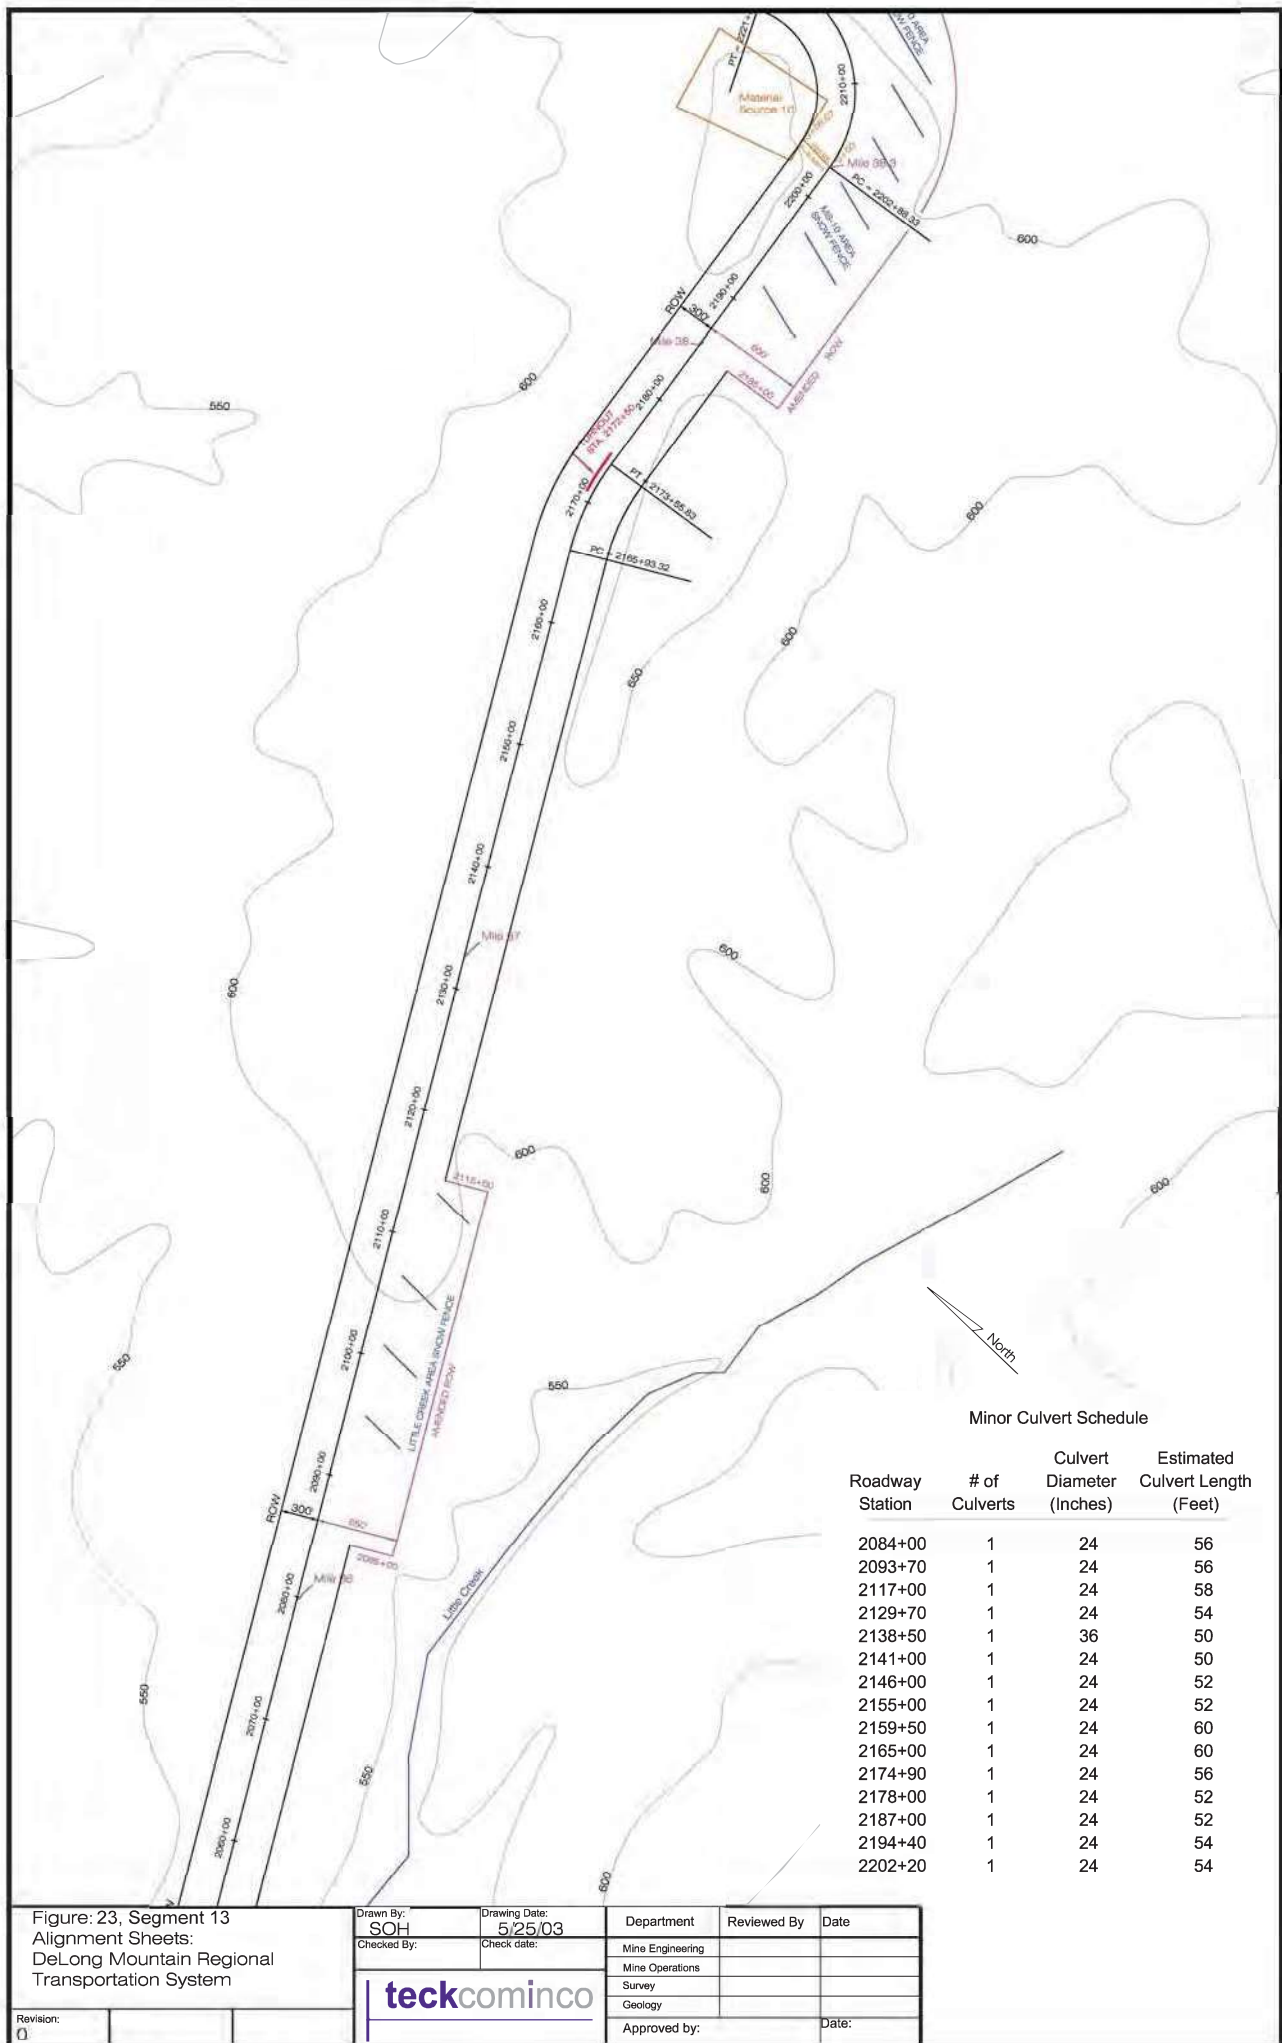 AREA
FENCE
PT = 2221+
Material
Source 10
2210+00
Mile 38.3
PC = 2202+88.33
2200+00
MS-10 AREA
SNOW FENCE
600
ROW
300'
2190+00
Mile 38
600'
AMENDED ROW
2185+00
2180+00
TURNOUT
STA. 2172+50
600
550
2170+00
PT = 2173+65.63
PC = 2165+93.32
600
2160+00
600
650
2150+00
2140+00
Mile 37
600
2130+00
600
2120+00
600
2115+00
600
600
2110+00
LITTLE CREEK AREA SNOW FENCE
AMENDED ROW
2100+00
550
550
North
2090+00
ROW
300'
650'
2085+00
Mile 36
2080+00
Little Creek
550
2070+00
550
2060+00
600
Minor Culvert Schedule
Roadway Station # of Culverts Culvert Diameter (Inches) Estimated Culvert Length (Feet)
2084+00 1 24 56
2093+70 1 24 56
2117+00 1 24 58
2129+70 1 24 54
2138+50 1 36 50
2141+00 1 24 50
2146+00 1 24 52
2155+00 1 24 52
2159+50 1 24 60
2165+00 1 24 60
2174+90 1 24 56
2178+00 1 24 52
2187+00 1 24 52
2194+40 1 24 54
2202+20 1 24 54
Figure: 23, Segment 13
Alignment Sheets:
DeLong Mountain Regional
Transportation System
Revision:
0
Drawn By:
SOH
Drawing Date:
5/25/03
Checked By:
Check date:
teckcominco
Department Reviewed By Date
Mine Engineering
Mine Operations
Survey
Geology
Approved by: Date: